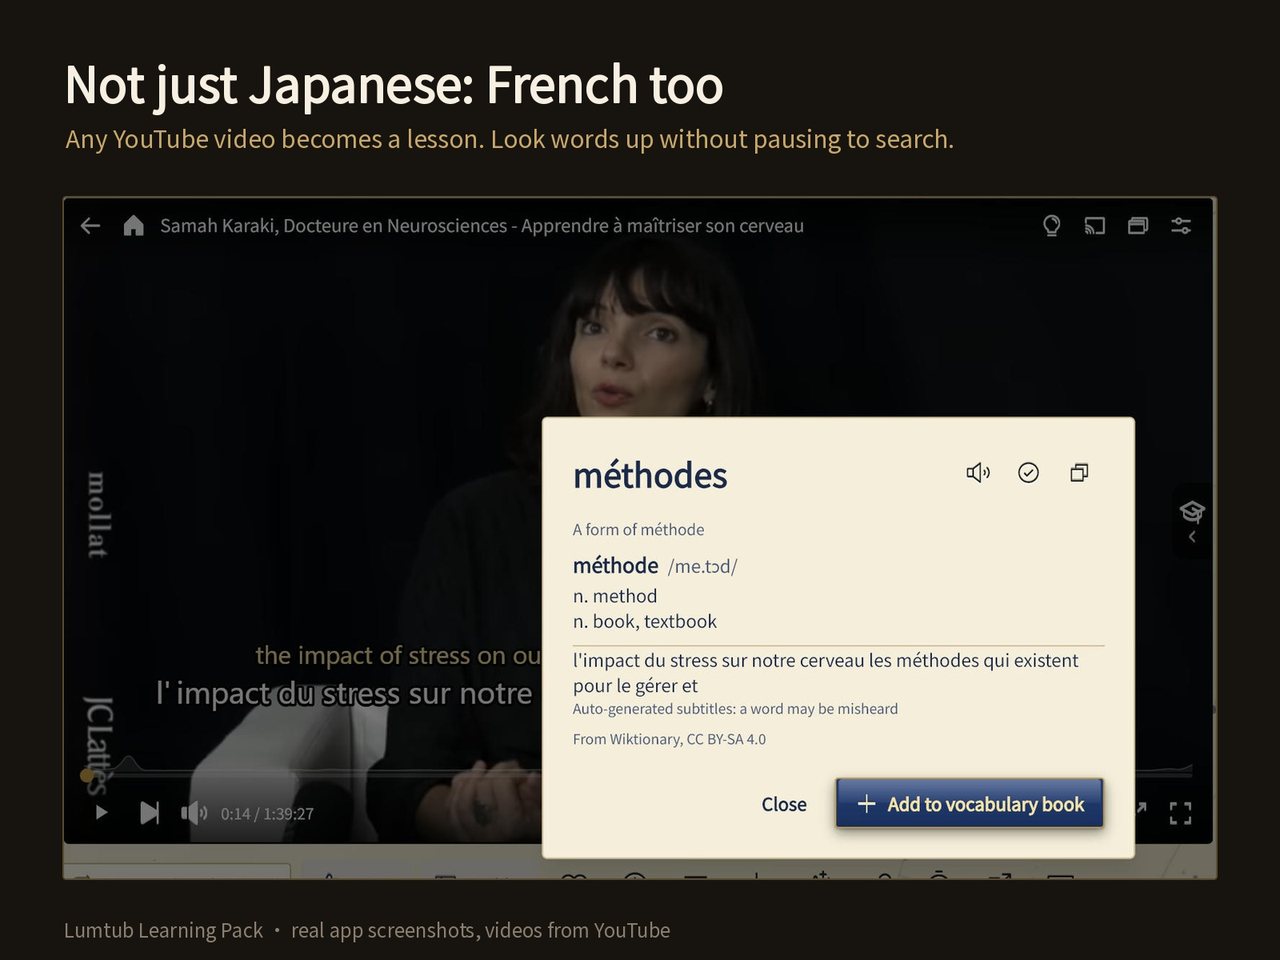 Not just Japanese: French too
Any YouTube video becomes a lesson. Look words up without pausing to search.
Samah Karaki, Docteure en Neurosciences - Apprendre à maîtriser son cerveau
mollat
JCLattès
the impact of stress on ou
l'impact du stress sur notre
0:14 / 1:39:27
méthodes
A form of méthode
méthode /me.tɔd/
n. method
n. book, textbook
l'impact du stress sur notre cerveau les méthodes qui existent
pour le gérer et
Auto-generated subtitles: a word may be misheard
From Wiktionary, CC BY-SA 4.0
Close
+ Add to vocabulary book
Lumtub Learning Pack • real app screenshots, videos from YouTube